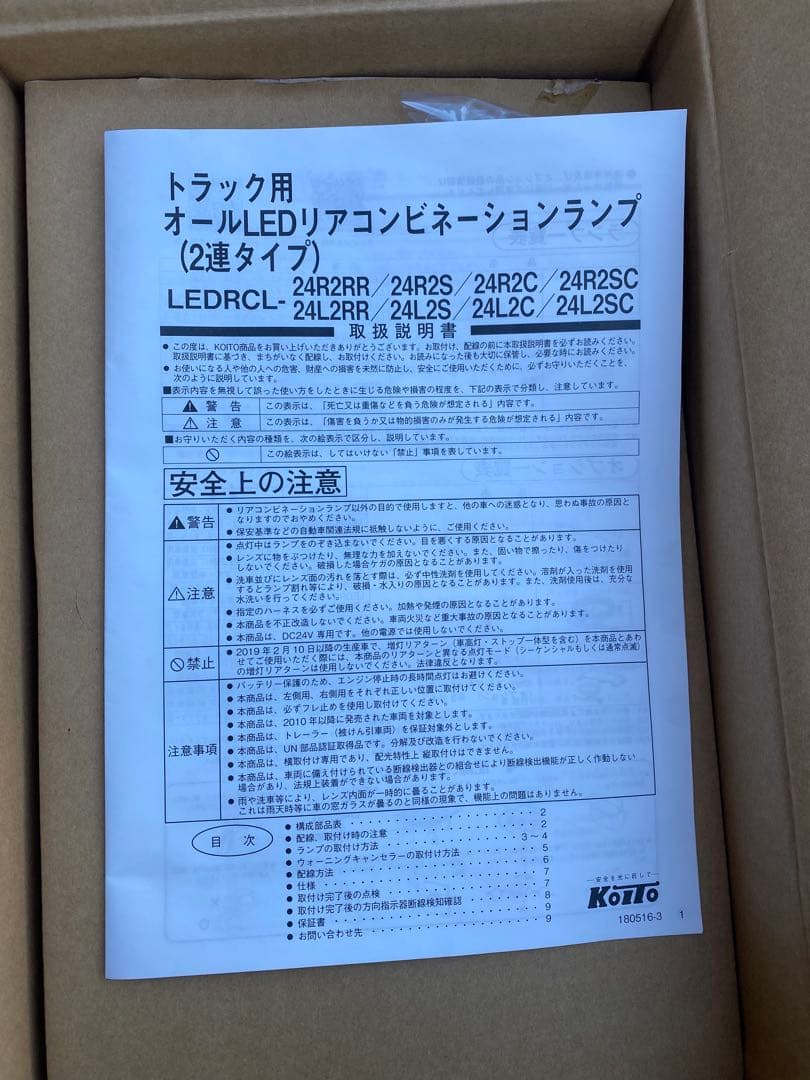 トラック用
オールLEDリアコンビネーションランプ
(2連タイプ)
LEDRCL-
24R2RR／24R2S／24R2C／24R2SC
24L2RR／24L2S／24L2C／24L2SC
取扱説明書
● この度は、KOITO商品をお買い上げいただきありがとうございます。お取付け、配線の前に本取扱説明書を必ずお読みください。
取扱説明書に基づき、まちがいなく配線し、お取付けください。お読みになった後も大切に保管し、必要な時にお読みください。
● お使いになる人や他の人への危害、財産への損害を未然に防止し、安全にご使用いただくために、必ずお守りいただくことを、
次のように説明しています。
■表示内容を無視して誤った使い方をしたときに生じる危険や損害の程度を、下記の表示で分類し、注意しています。
警告 この表示は、「死亡又は重傷などを負う危険が想定される」内容です。
注意 この表示は、「傷害を負うか又は物的損害のみが発生する危険が想定される」内容です。
■お守りいただく内容の種類を、次の絵表示で区分し、説明しています。
この絵表示は、してはいけない「禁止」事項を表しています。
安全上の注意
警告
● リアコンビネーションランプ以外の目的で使用しますと、他の車への迷惑となり、思わぬ事故の原因と
なりますのでおやめください。
● 保安基準などの自動車関連法規に抵触しないように、ご使用ください。
注意
● 点灯中はランプをのぞき込まないでください。目を悪くする原因となることがあります。
● レンズに物をぶつけたり、無理な力を加えないでください。また、固い物で擦ったり、傷をつけたり
しないでください。破損した場合ケガの原因となることがあります。
● 洗車並びにレンズ面の汚れを落とす際は、必ず中性洗剤を使用してください。溶剤が入った洗剤を使用
するとランプ割れ等により、破損・水入りの原因となることがあります。また、洗剤使用後は、充分な
水洗いを行ってください。
● 指定のハーネスを必ずご使用ください。加熱や発煙の原因となることがあります。
● 本商品を不正改造しないでください。車両火災など重大事故の原因となることがあります。
● 本商品は、DC24V 専用です。他の電源では使用しないでください。
禁止
● 2019年2月10日以降の生産車で、増灯リアターン（車高灯・ストップ一体型を含む）を本商品とあわ
せてご使用いただく際には、本商品のリアターンと異なる点灯モード（シーケンシャルもしくは通常点滅）
の増灯リアターンは使用しないでください。法律違反となります。
注意事項
● バッテリー保護のため、エンジン停止時の長時間点灯はお避けください。
● 本商品は、左側用、右側用をそれぞれ正しい位置に取付けてください。
● 本商品は、必ずフレ止めを使用し取付けてください。
● 本商品は、2010年以降に発売された車両を対象とします。
● 本商品は、トレーラー（被けん引車両）を保証対象外とします。
● 本商品は、UN部品認証取得品です。分解及び改造を行わないでください。
● 本商品は、横取付け専用であり、配光特性上 縦取付けはできません。
● 本商品は、車両に備え付けられている断線検出器との組合せにより断線検出機能が正しく作動しない
場合があり、法規上装着ができない場合があります。
● 雨や洗車等により、レンズ内面が一時的に曇ることがあります。
これは雨天時等に車の窓ガラスが曇るのと同様の現象で、機能上の問題はありません。
目 次
● 構成部品表 ・・・・・・・・ 2
● 配線、取付け時の注意 ・・・・・・・・ 2
● ランプの取付け方法 ・・・・・・・・ 3～4
● ウォーニングキャンセラーの取付け方法 ・・・・・・・・ 5
● 配線方法 ・・・・・・・・ 6
● 仕様 ・・・・・・・・ 7
● 取付け完了後の点検 ・・・・・・・・ 7
● 取付け完了後の方向指示器断線検知確認 ・・・・・・・・ 8
● 保証書 ・・・・・・・・ 9
● お問い合わせ先 ・・・・・・・・ 9
―安全を光に託して―
KOITO
180516-3 1